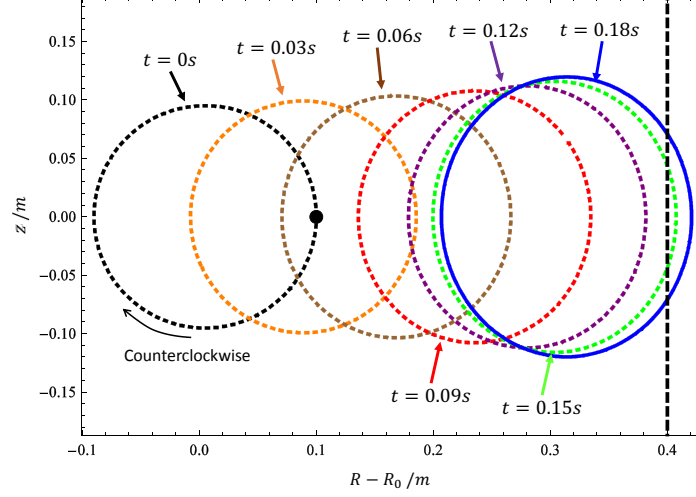 0.15
0.10
0.05
0.00
−0.05
−0.10
−0.15
z /m
t = 0s
t = 0.03s
t = 0.06s
t = 0.12s
t = 0.18s
Counterclockwise
t = 0.09s
t = 0.15s
−0.1
0.0
0.1
0.2
0.3
0.4
R − R₀ /m